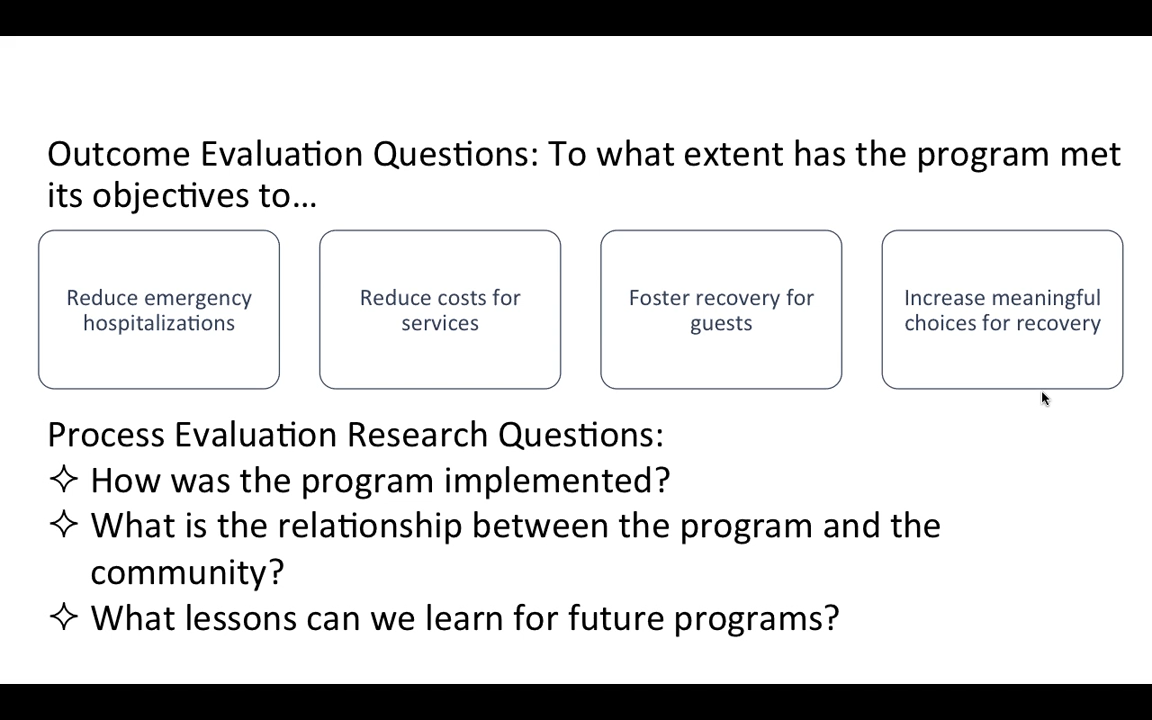 Outcome Evaluation Questions: To what extent has the program met
its objectives to...
Reduce emergency
hospitalizations
Reduce costs for
services
Foster recovery for
guests
Increase meaningful
choices for recovery
Process Evaluation Research Questions:
✧ How was the program implemented?
✧ What is the relationship between the program and the
community?
✧ What lessons can we learn for future programs?